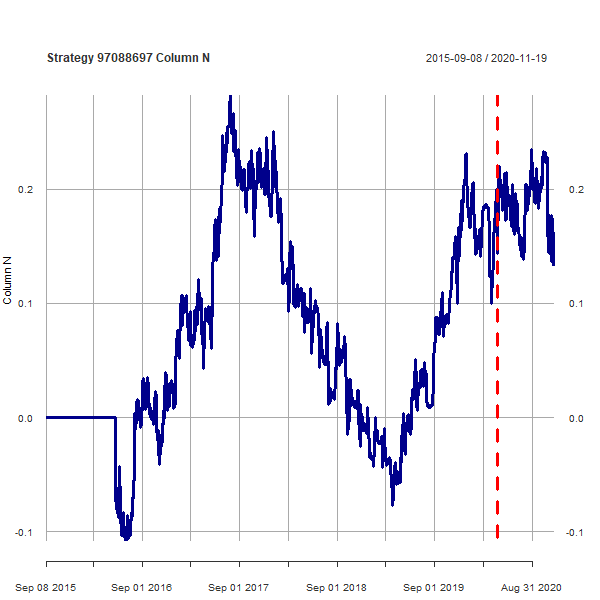 Strategy 97088697 Column N 2015-09-08 / 2020-11-19
Column N
0.2 0.2
0.1 0.1
0.0 0.0
-0.1 -0.1
Sep 08 2015 Sep 01 2016 Sep 01 2017 Sep 01 2018 Sep 01 2019 Aug 31 2020